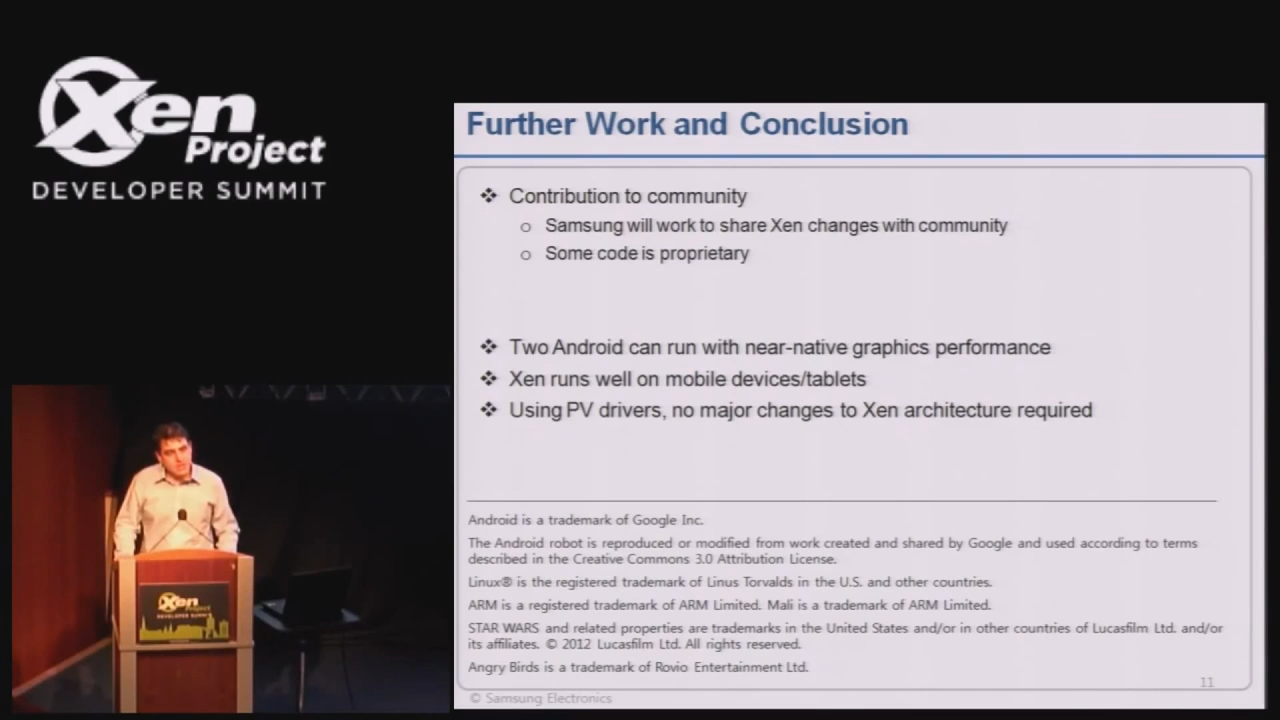 Xen
Project
DEVELOPER SUMMIT
Further Work and Conclusion
❖ Contribution to community
o Samsung will work to share Xen changes with community
o Some code is proprietary
❖ Two Android can run with near-native graphics performance
❖ Xen runs well on mobile devices/tablets
❖ Using PV drivers, no major changes to Xen architecture required
Android is a trademark of Google Inc.
The Android robot is reproduced or modified from work created and shared by Google and used according to terms
described in the Creative Commons 3.0 Attribution License.
Linux® is the registered trademark of Linus Torvalds in the U.S. and other countries.
ARM is a registered trademark of ARM Limited. Mali is a trademark of ARM Limited.
STAR WARS and related properties are trademarks in the United States and/or in other countries of Lucasfilm Ltd. and/or
its affiliates. © 2012 Lucasfilm Ltd. All rights reserved.
Angry Birds is a trademark of Rovio Entertainment Ltd.
11
© Samsung Electronics
Xen
Project
DEVELOPER SUMMIT